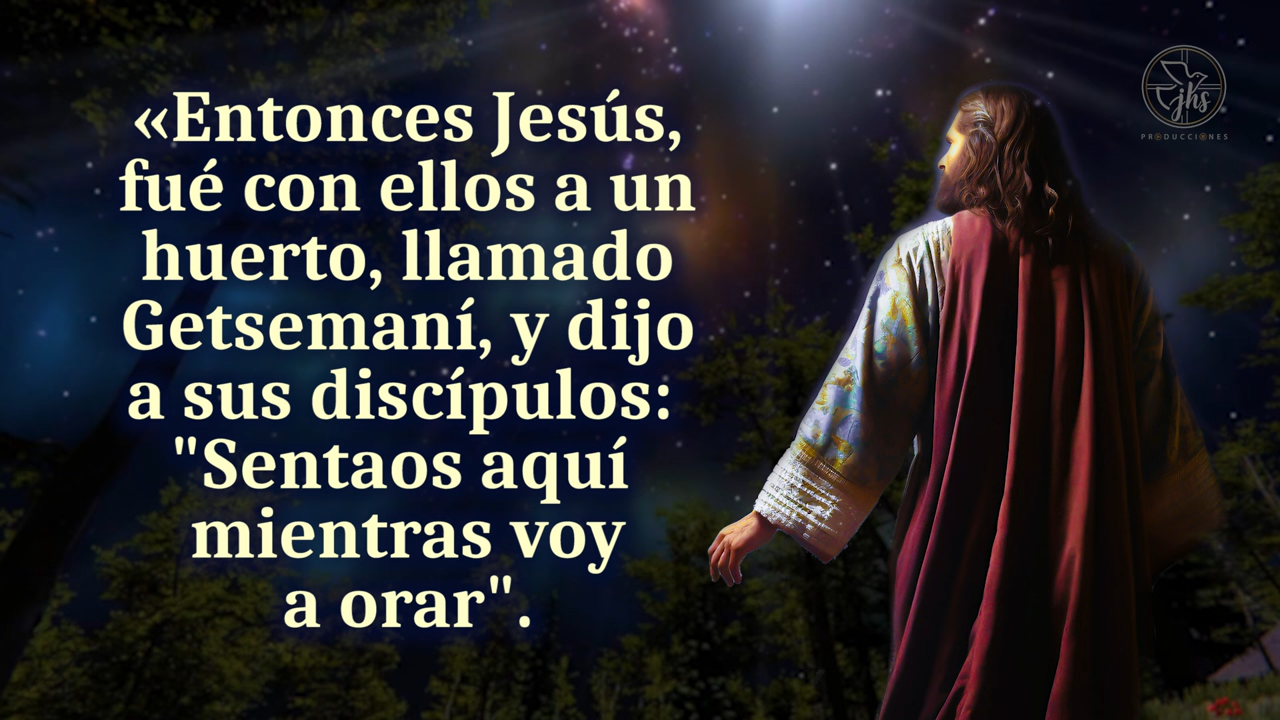 «Entonces Jesús,
fué con ellos a un
huerto, llamado
Getsemaní, y dijo
a sus discípulos:
"Sentaos aquí
mientras voy
a orar".
jhs
PRODUCCIONES